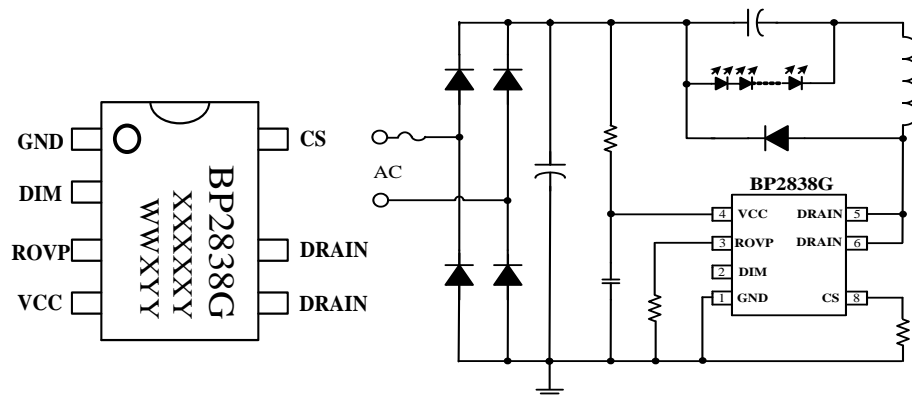 GND
DIM
ROVP
VCC
CS
DRAIN
DRAIN
BP2838G
XXXXXY
WWXYY
AC
BP2838G
4 VCC DRAIN 5
3 ROVP DRAIN 6
2 DIM
1 GND CS 8